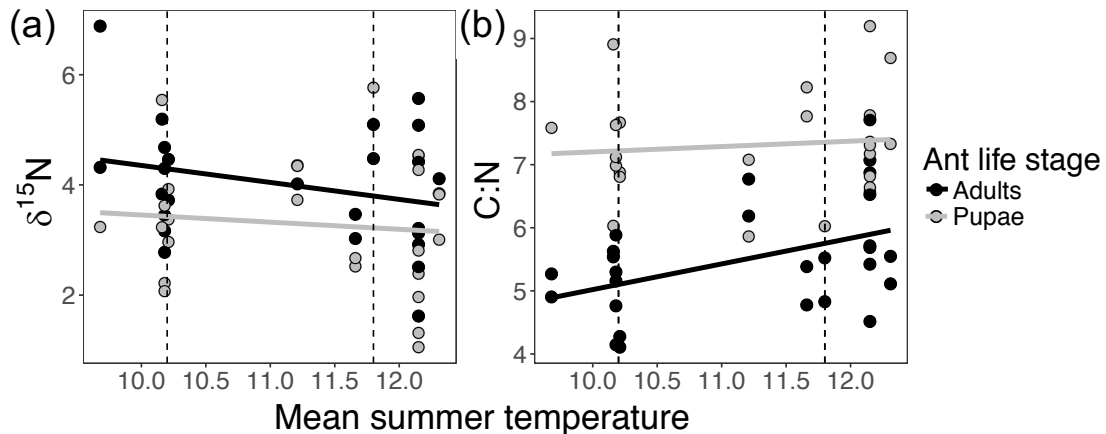 (a)
(b)
δ15N
6
4
2
10.0 10.5 11.0 11.5 12.0
C:N
9
8
7
6
5
4
10.0 10.5 11.0 11.5 12.0
Mean summer temperature
Ant life stage
Adults
Pupae